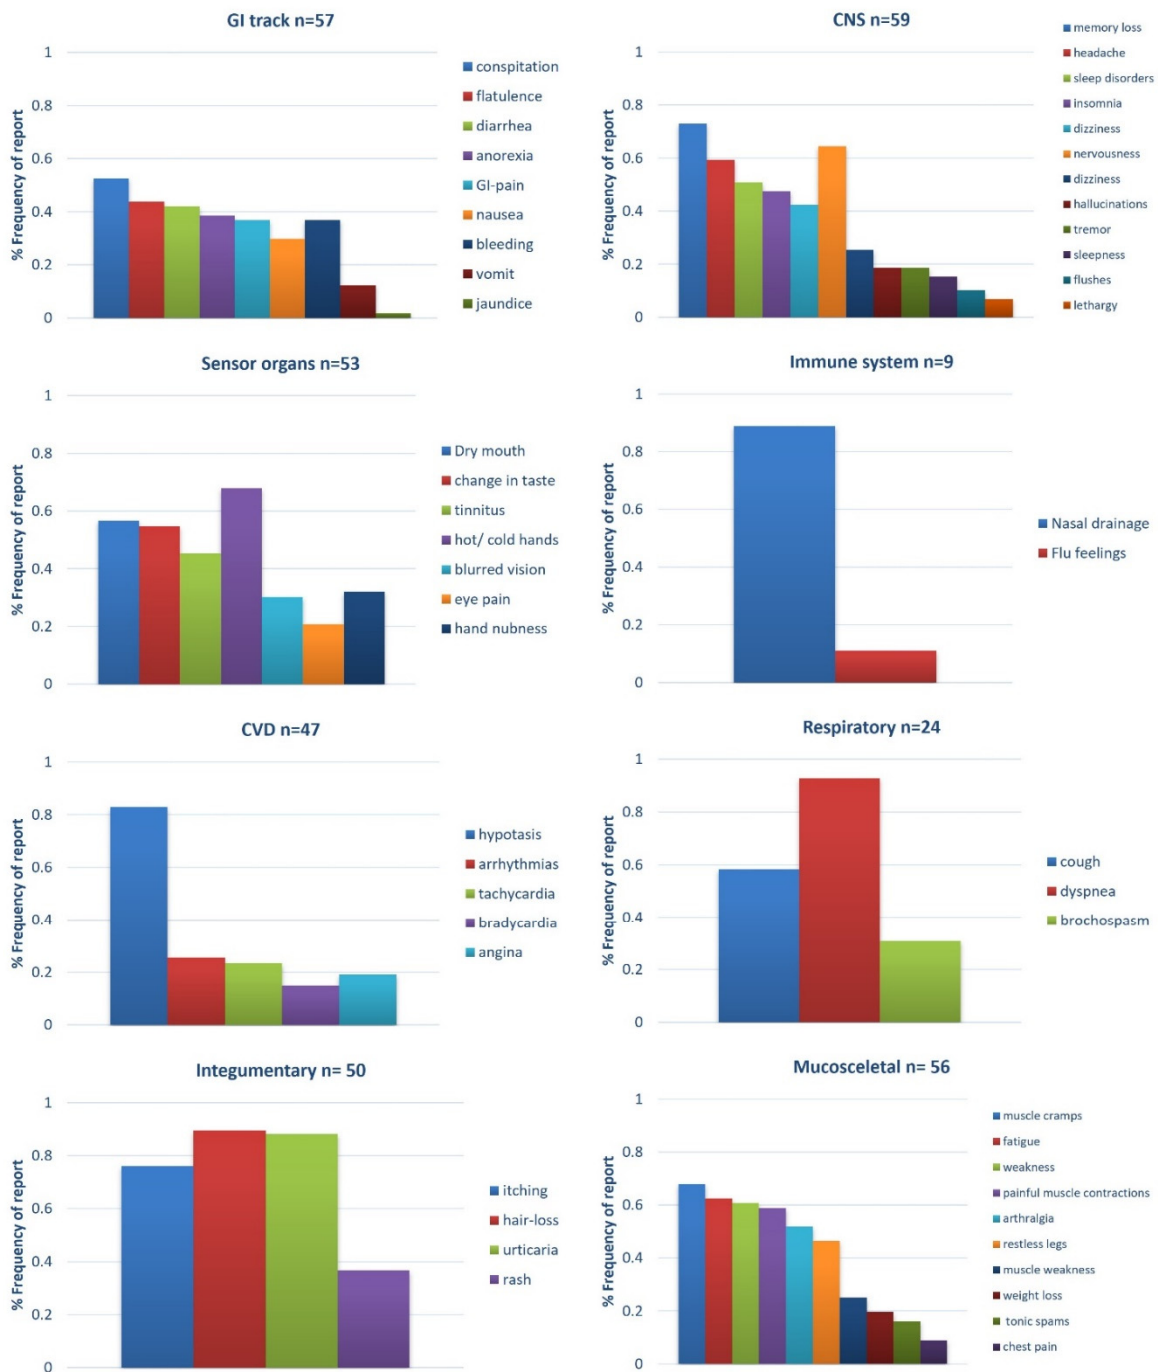 GI track n=57
% Frequency of report
1
0.8
0.6
0.4
0.2
0
conspitation
flatulence
diarrhea
anorexia
GI-pain
nausea
bleeding
vomit
jaundice
CNS n=59
% Frequency of report
1
0.8
0.6
0.4
0.2
0
memory loss
headache
sleep disorders
insomnia
dizziness
nervousness
dizziness
hallucinations
tremor
sleepness
flushes
lethargy
Sensor organs n=53
% Frequency of report
1
0.8
0.6
0.4
0.2
0
Dry mouth
change in taste
tinnitus
hot/ cold hands
blurred vision
eye pain
hand nubness
Immune system n=9
% Frequency of report
1
0.8
0.6
0.4
0.2
0
Nasal drainage
Flu feelings
CVD n=47
% Frequency of report
1
0.8
0.6
0.4
0.2
0
hypotasis
arrhythmias
tachycardia
bradycardia
angina
Respiratory n=24
% Frequency of report
1
0.8
0.6
0.4
0.2
0
cough
dyspnea
brochospasm
Integumentary n= 50
% Frequency of report
1
0.8
0.6
0.4
0.2
0
itching
hair-loss
urticaria
rash
Mucosceletal n= 56
% Frequency of report
1
0.8
0.6
0.4
0.2
0
muscle cramps
fatigue
weakness
painful muscle contractions
arthralgia
restless legs
muscle weakness
weight loss
tonic spams
chest pain